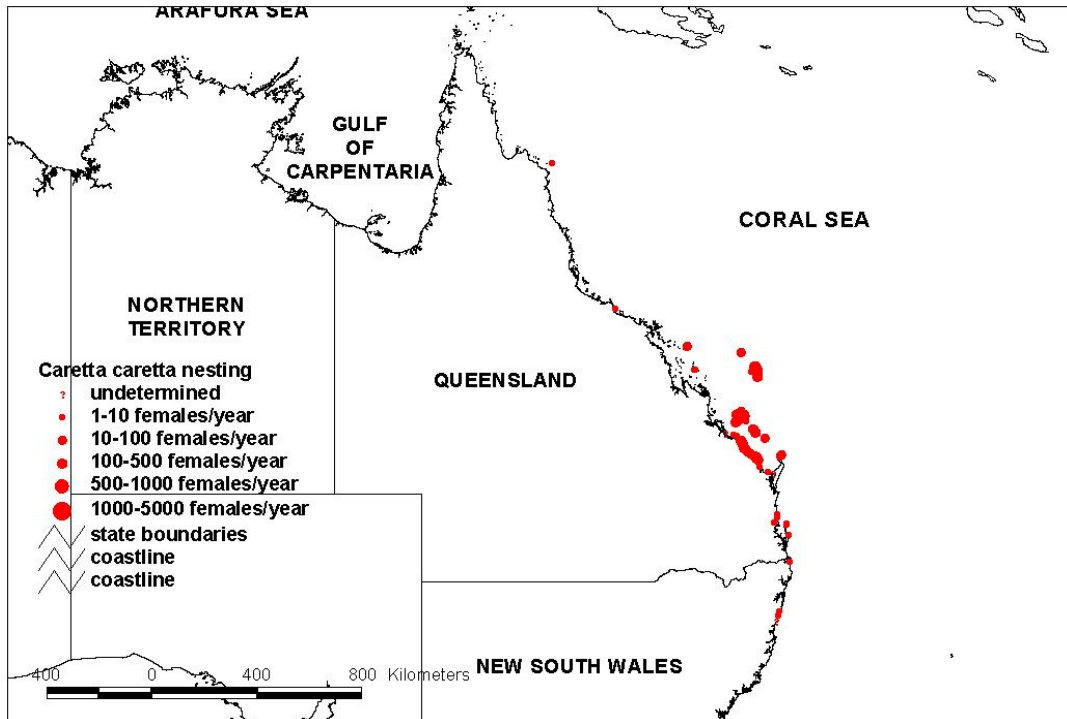 ARAFURA SEA
GULF
OF
CARPENTARIA
CORAL SEA
NORTHERN
TERRITORY
QUEENSLAND
Caretta caretta nesting
? undetermined
1-10 females/year
10-100 females/year
100-500 females/year
500-1000 females/year
1000-5000 females/year
state boundaries
coastline
coastline
NEW SOUTH WALES
400 0 400 800 Kilometers